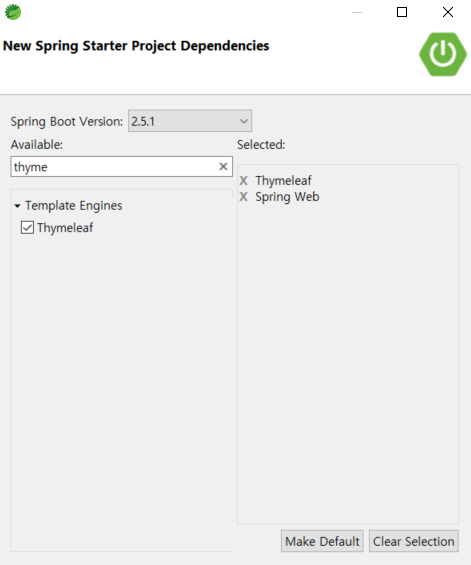 New Spring Starter Project Dependencies
Spring Boot Version: 2.5.1
Available:
Selected:
thyme
Template Engines
Thymeleaf
X Thymeleaf
X Spring Web
Make Default
Clear Selection